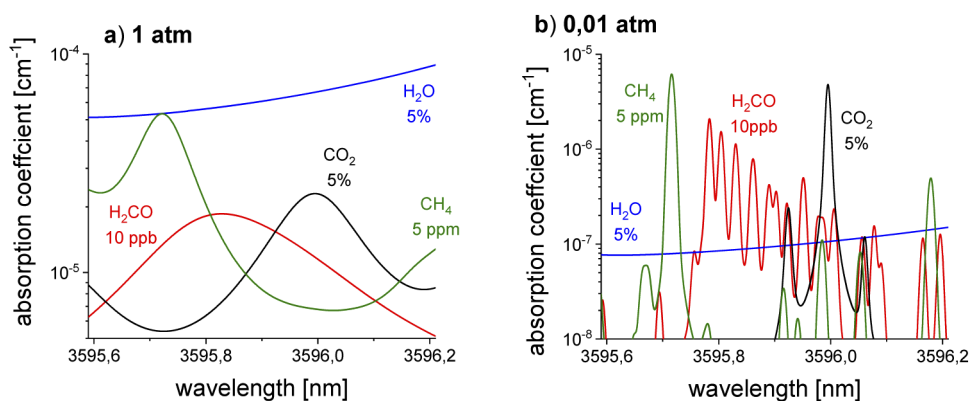 a) 1 atm
absorption coeffcient [cm⁻¹]
10⁻⁴
10⁻⁵
H₂O
5%
CO₂
5%
H₂CO
10 ppb
CH₄
5 ppm
3595,6
3595,8
3596,0
3596,2
wavelength [nm]
b) 0,01 atm
absorption coeffcient [cm⁻¹]
10⁻⁵
10⁻⁶
10⁻⁷
10⁻⁸
CH₄
5 ppm
H₂CO
10ppb
CO₂
5%
H₂O
5%
3595,6
3595,8
3596,0
3596,2
wavelength [nm]